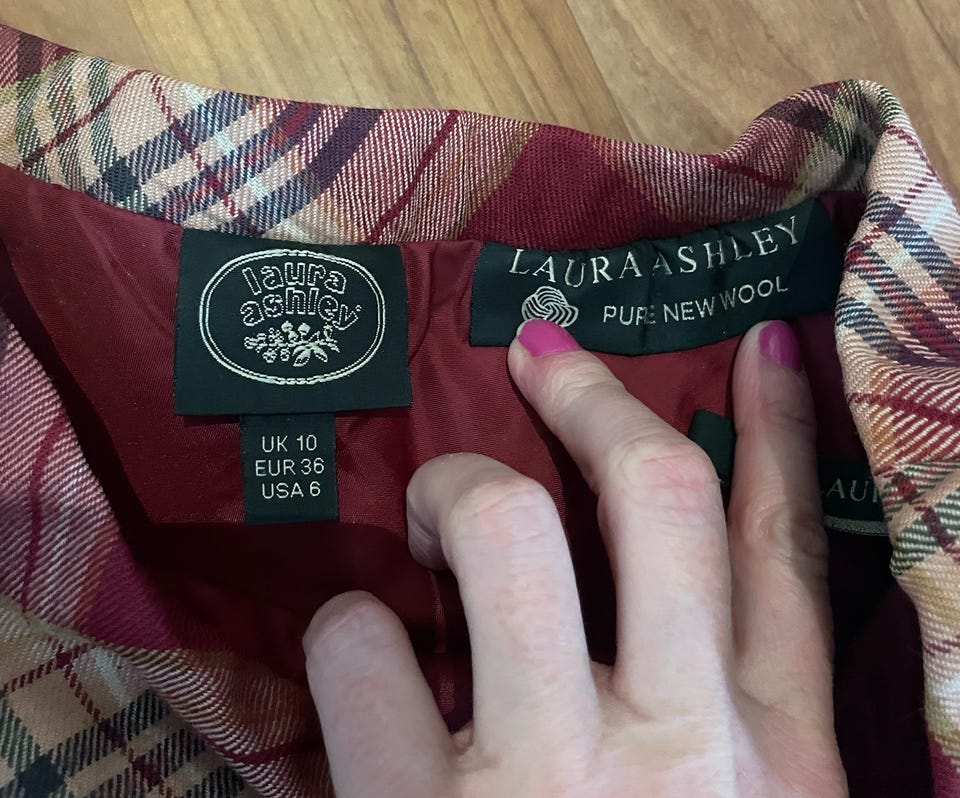 laura
ashley
UK 10
EUR 36
USA 6
LAURA ASHLEY
PURE NEW WOOL